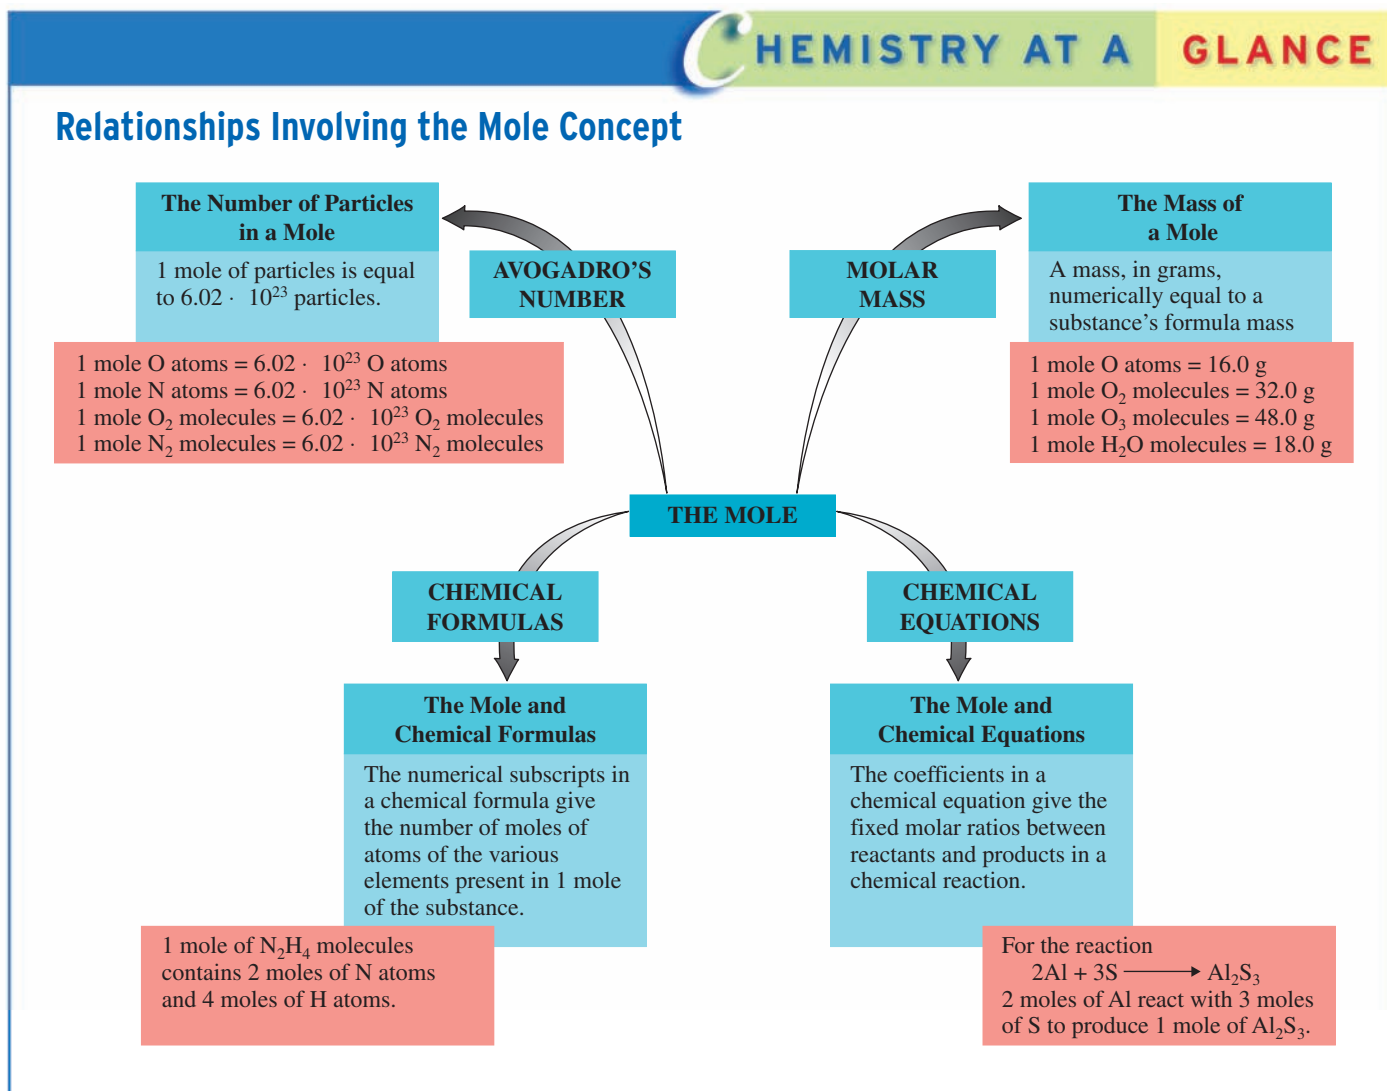 CHEMISTRY AT A GLANCE
Relationships Involving the Mole Concept
The Number of Particles
in a Mole
1 mole of particles is equal
to 6.02 · 10²³ particles.
1 mole O atoms = 6.02 · 10²³ O atoms
1 mole N atoms = 6.02 · 10²³ N atoms
1 mole O₂ molecules = 6.02 · 10²³ O₂ molecules
1 mole N₂ molecules = 6.02 · 10²³ N₂ molecules
AVOGADRO’S
NUMBER
MOLAR
MASS
The Mass of
a Mole
A mass, in grams,
numerically equal to a
substance’s formula mass
1 mole O atoms = 16.0 g
1 mole O₂ molecules = 32.0 g
1 mole O₃ molecules = 48.0 g
1 mole H₂O molecules = 18.0 g
THE MOLE
CHEMICAL
FORMULAS
The Mole and
Chemical Formulas
The numerical subscripts in
a chemical formula give
the number of moles of
atoms of the various
elements present in 1 mole
of the substance.
1 mole of N₂H₄ molecules
contains 2 moles of N atoms
and 4 moles of H atoms.
CHEMICAL
EQUATIONS
The Mole and
Chemical Equations
The coefficients in a
chemical equation give the
fixed molar ratios between
reactants and products in a
chemical reaction.
For the reaction
2Al + 3S ⟶ Al₂S₃
2 moles of Al react with 3 moles
of S to produce 1 mole of Al₂S₃.